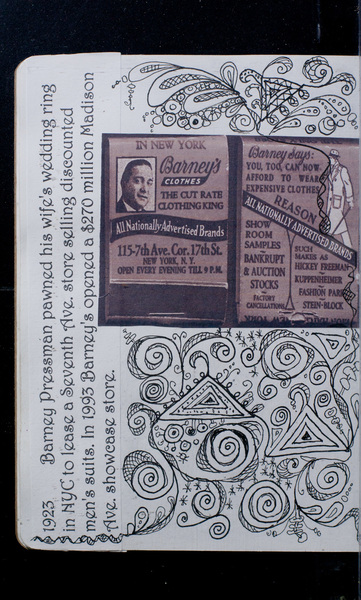 1923 Barney Pressman pawned his wife's wedding ring
in NYC to lease a Seventh Ave. store selling discounted
men's suits. In 1993 Barney's opened a $270 million Madison
Ave. showcase store.
IN NEW YORK
Barney's
CLOTHES
THE CUT RATE
CLOTHING KING
All Nationally Advertised Brands
115-7th Ave. Cor. 17th St.
NEW YORK, N.Y.
OPEN EVERY EVENING TILL 9 P.M.
Barney Says:
YOU, TOO, CAN NOW
AFFORD TO WEAR
EXPENSIVE CLOTHES
REASON
ALL NATIONALLY ADVERTISED BRANDS
SHOW
ROOM
SAMPLES
BANKRUPT
& AUCTION
STOCKS
FACTORY
CANCELLATIONS
SUCH
MAKES AS
HICKEY FREEMAN
KUPPENHEIMER
FASHION PARK
STEIN-BLOCK